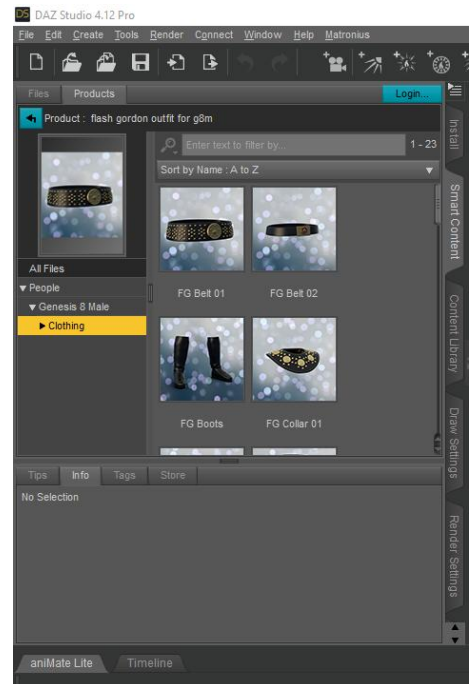 DS DAZ Studio 4.12 Pro
File Edit Create Tools Render Connect Window Help Matronius
Files Products Login...
Product : flash gordon outfit for g8m
Enter text to filter by... 1 - 23
Sort by Name : A to Z
All Files
People
Genesis 8 Male
Clothing
FG Belt 01 FG Belt 02
FG Boots FG Collar 01
Install
Smart Content
Content Library
Draw Settings
Render Settings
Tips Info Tags Store
No Selection
aniMate Lite Timeline